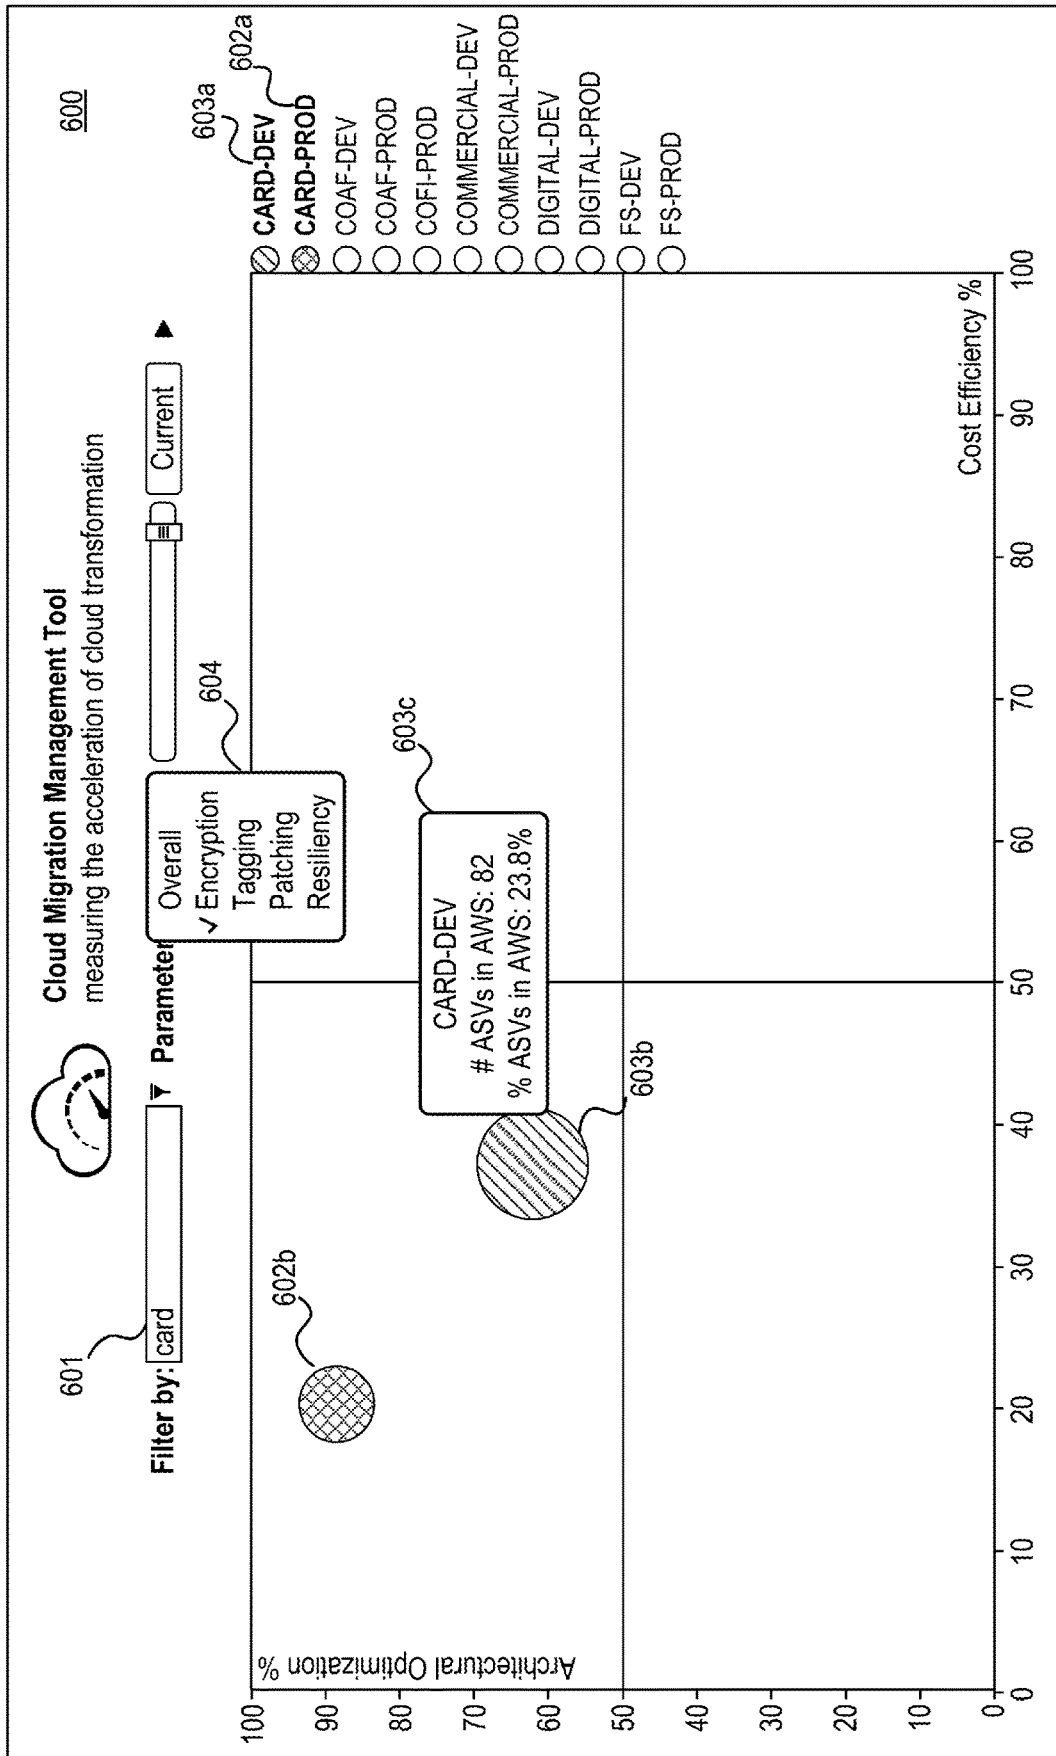 600
Cloud Migration Management Tool
measuring the acceleration of cloud transformation
601
Filter by: card
Parameter
Overall
✓ Encryption
Tagging
Patching
Resiliency
604
Current
603a
602a
CARD-DEV
CARD-PROD
COAF-DEV
COAF-PROD
COFI-PROD
COMMERCIAL-DEV
COMMERCIAL-PROD
DIGITAL-DEV
DIGITAL-PROD
FS-DEV
FS-PROD
Architectural Optimization %
100
90
80
70
60
50
40
30
20
10
0
602b
603c
CARD-DEV
# ASVs in AWS: 82
% ASVs in AWS: 23.8%
603b
Cost Efficiency %
0
10
20
30
40
50
60
70
80
90
100